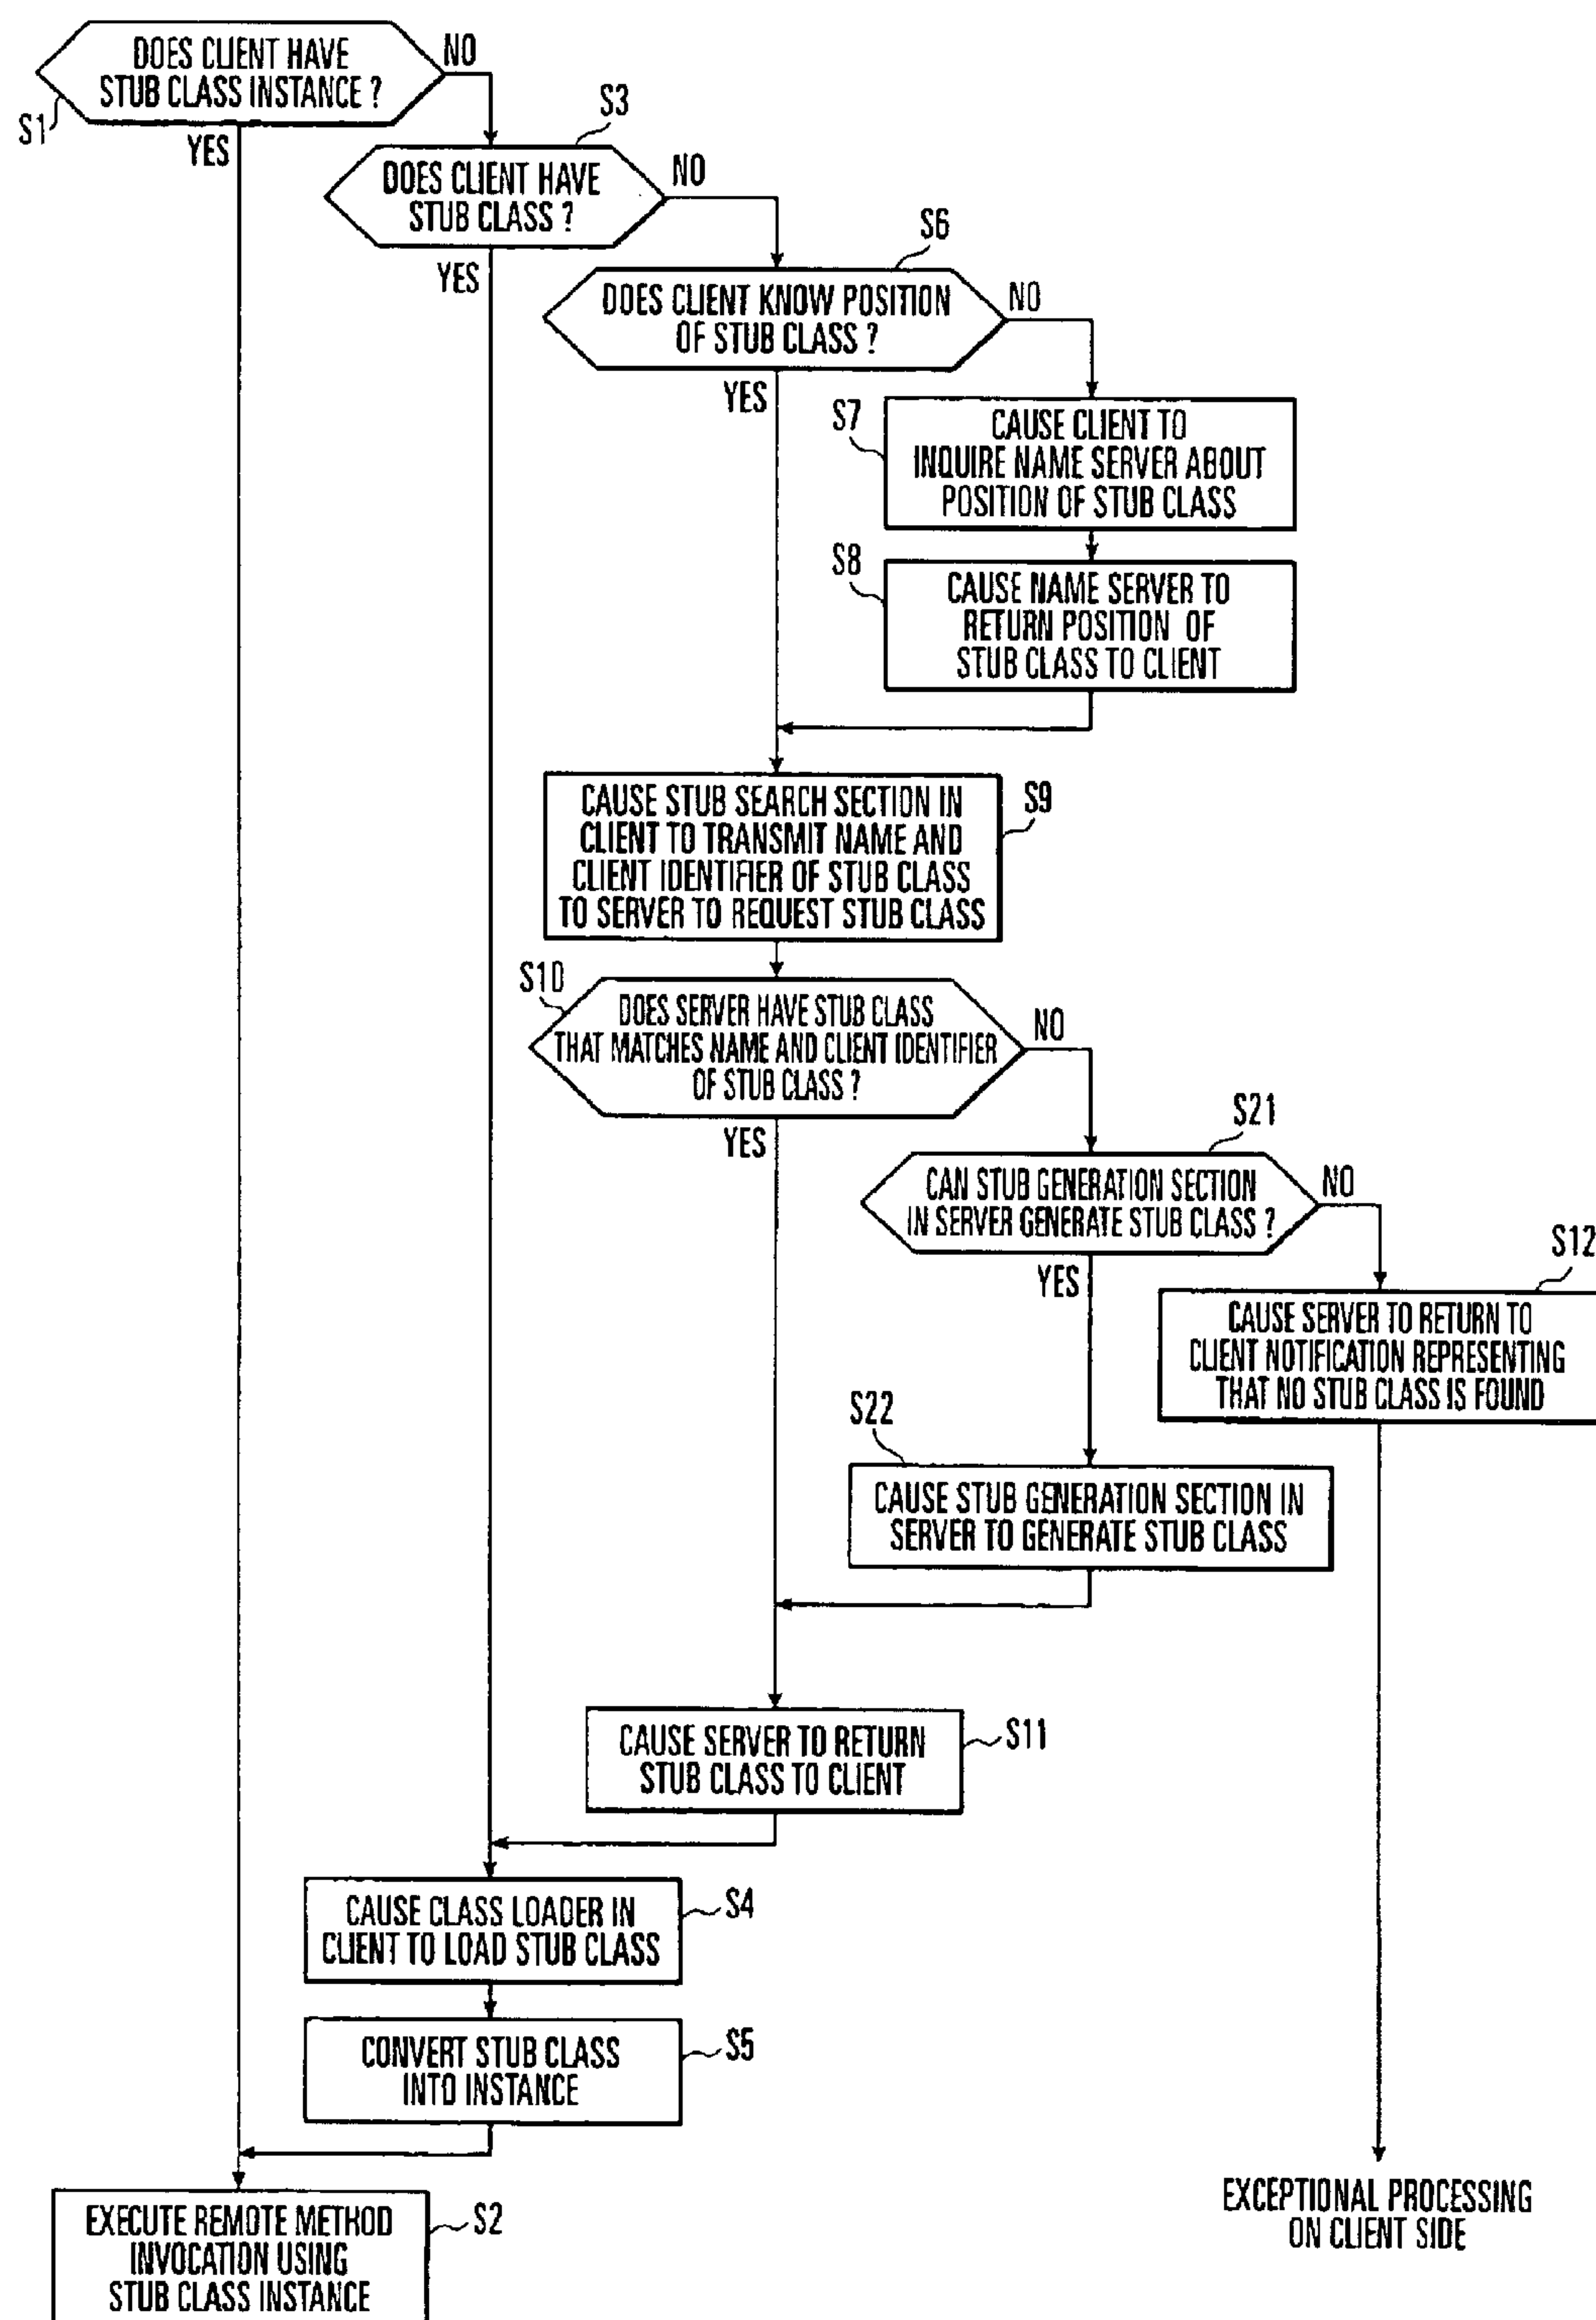 DOES CLIENT HAVE
STUB CLASS INSTANCE ?
NO
S1
YES
S3
DOES CLIENT HAVE
STUB CLASS ?
NO
YES
S6
DOES CLIENT KNOW POSITION
OF STUB CLASS ?
NO
YES
S7
CAUSE CLIENT TO
INQUIRE NAME SERVER ABOUT
POSITION OF STUB CLASS
S8
CAUSE NAME SERVER TO
RETURN POSITION OF
STUB CLASS TO CLIENT
CAUSE STUB SEARCH SECTION IN
CLIENT TO TRANSMIT NAME AND
CLIENT IDENTIFIER OF STUB CLASS
TO SERVER TO REQUEST STUB CLASS
S9
S10
DOES SERVER HAVE STUB CLASS
THAT MATCHES NAME AND CLIENT IDENTIFIER
OF STUB CLASS ?
NO
YES
S21
CAN STUB GENERATION SECTION
IN SERVER GENERATE STUB CLASS ?
NO
YES
S12
CAUSE SERVER TO RETURN TO
CLIENT NOTIFICATION REPRESENTING
THAT NO STUB CLASS IS FOUND
S22
CAUSE STUB GENERATION SECTION IN
SERVER TO GENERATE STUB CLASS
CAUSE SERVER TO RETURN
STUB CLASS TO CLIENT
S11
CAUSE CLASS LOADER IN
CLIENT TO LOAD STUB CLASS
S4
CONVERT STUB CLASS
INTO INSTANCE
S5
EXECUTE REMOTE METHOD
INVOCATION USING
STUB CLASS INSTANCE
S2
EXCEPTIONAL PROCESSING
ON CLIENT SIDE